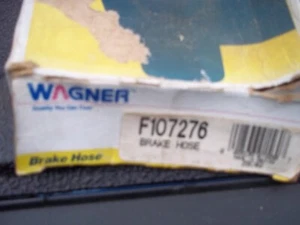 WAGNER
Quality You Can Trust
F107276
BRAKE HOSE
Brake Hose